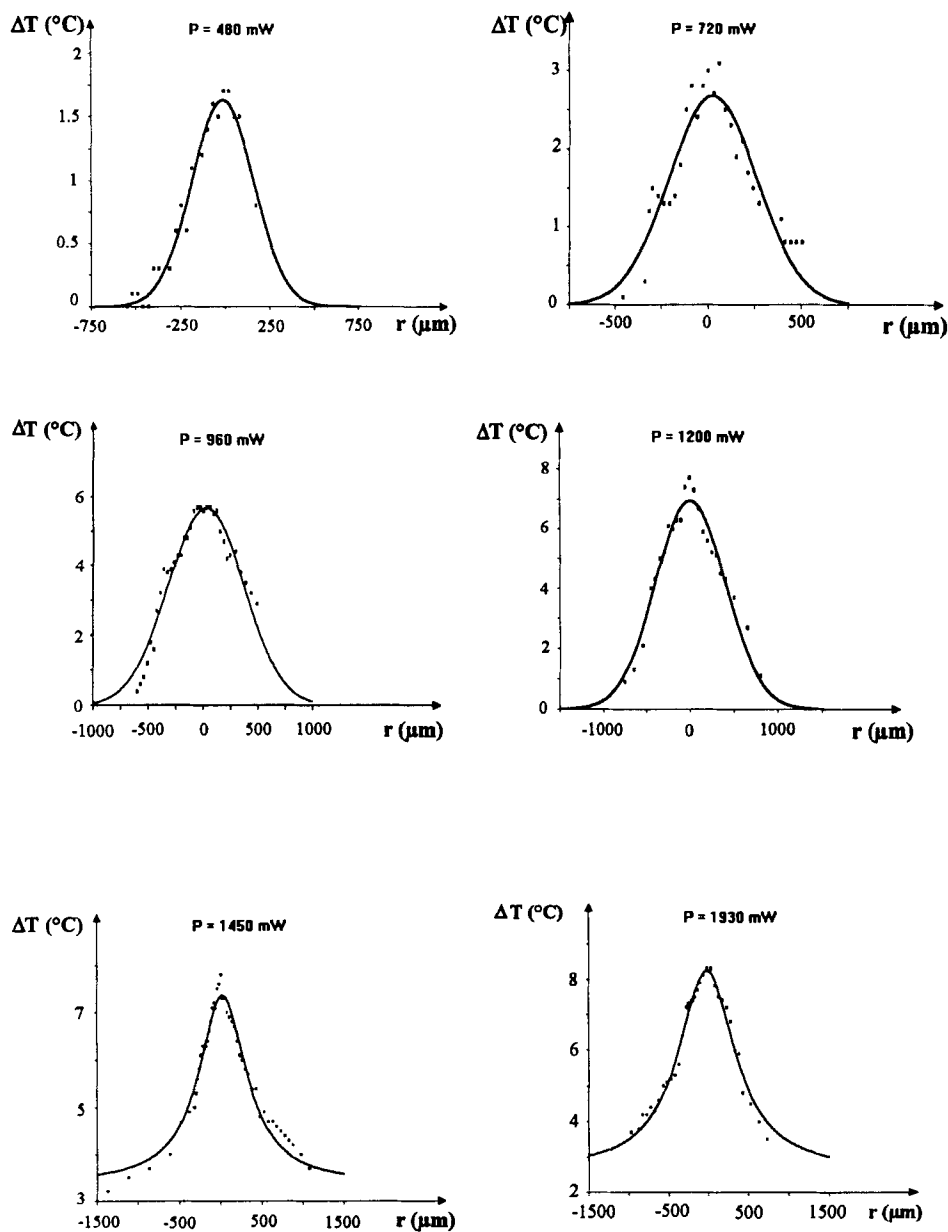 ΔT (°C)
P = 480 mW
2
1.5
1
0.5
0
-750 -250 250 750
r (µm)
ΔT (°C)
P = 720 mW
3
2
1
0
-500 0 500
r (µm)
ΔT (°C)
P = 960 mW
6
4
2
0
-1000 -500 0 500 1000
r (µm)
ΔT (°C)
P = 1200 mW
8
6
4
2
0
-1000 0 1000
r (µm)
ΔT (°C)
P = 1450 mW
7
5
3
-1500 -500 500 1500
r (µm)
ΔT (°C)
P = 1930 mW
8
6
4
2
-1500 -500 500 1500
r (µm)